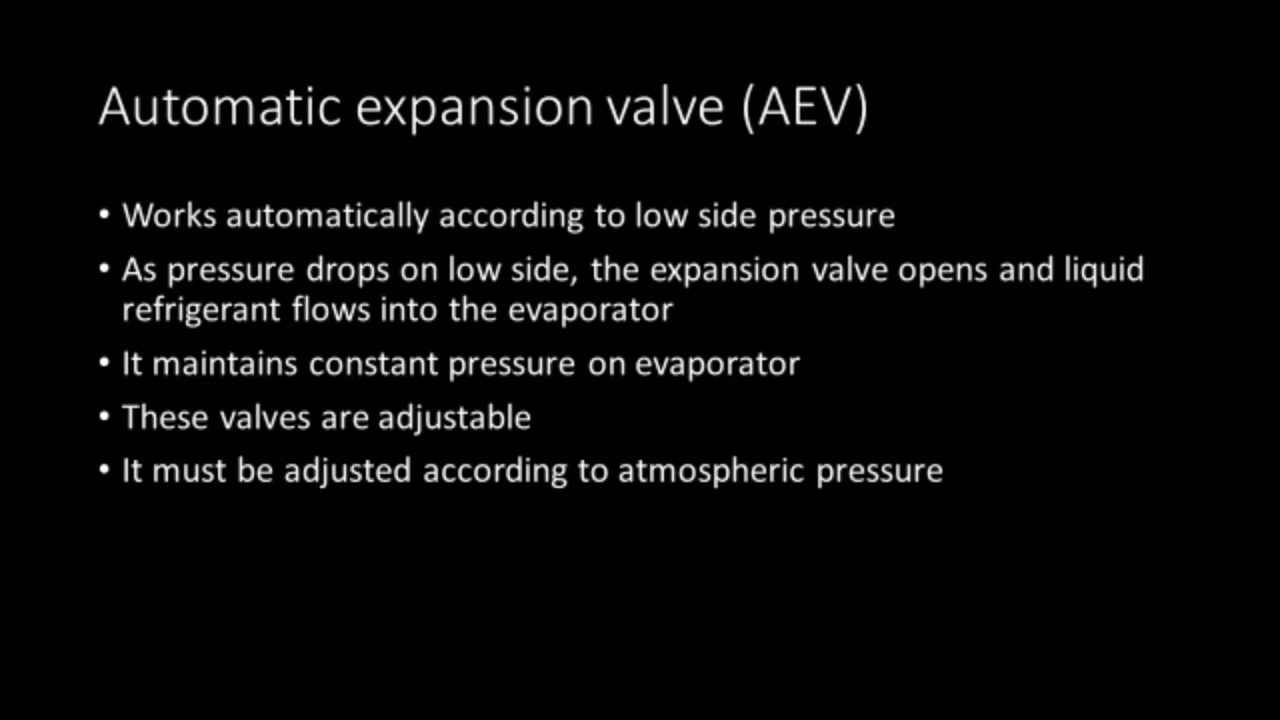 Automatic expansion valve (AEV)
• Works automatically according to low side pressure
• As pressure drops on low side, the expansion valve opens and liquid
refrigerant flows into the evaporator
• It maintains constant pressure on evaporator
• These valves are adjustable
• It must be adjusted according to atmospheric pressure